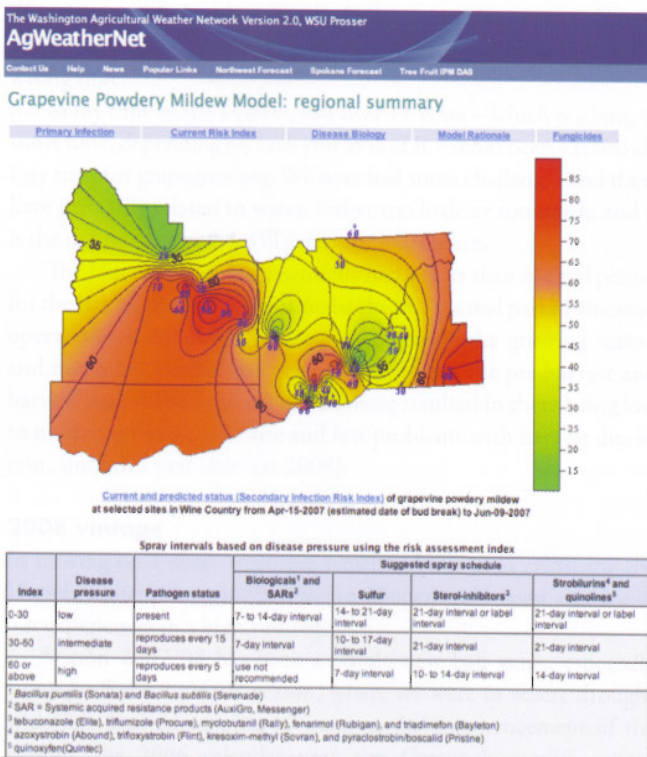 The Washington Agricultural Weather Network Version 2.0, WSU Prosser
AgWeatherNet
Contact Us Help News Popular Links Northwest Forecast Spokane Forecast Tree Fruit IPM DAS
Grapevine Powdery Mildew Model: regional summary
Primary Infection Current Risk Index Disease Biology Model Rationale Fungicides
85
80
75
70
65
60
55
50
45
40
35
30
25
20
15
Current and predicted status (Secondary Infection Risk Index) of grapevine powdery mildew
at selected sites in Wine Country from Apr-15-2007 (estimated date of bud break) to Jun-09-2007
Spray intervals based on disease pressure using the risk assessment index
Suggested spray schedule
Index Disease pressure Pathogen status Biologicals¹ and SARs² Sulfur Sterol-inhibitors³ Strobilurins⁴ and quinolines⁵
0-30 low present 7- to 14-day interval 14- to 21-day interval 21-day interval or label interval 21-day interval or label interval
30-60 intermediate reproduces every 15 days 7-day interval 10- to 17-day interval 21-day interval 21-day interval
60 or above high reproduces every 5 days use not recommended 7-day interval 10- to 14-day interval 14-day interval
¹ Bacillus pumilis (Sonata) and Bacillus subtilis (Serenade)
² SAR = Systemic acquired resistance products (AuxiGro, Messenger)
³ tebuconazole (Elite), triflumizole (Procure), myclobutanil (Rally), fenarimol (Rubigan), and triadimefon (Bayleton)
⁴ azoxystrobin (Abound), trifloxystrobin (Flint), kresoxim-methyl (Sovran), and pyraclostrobin/boscalid (Pristine)
⁵ quinoxyfen(Quintec)